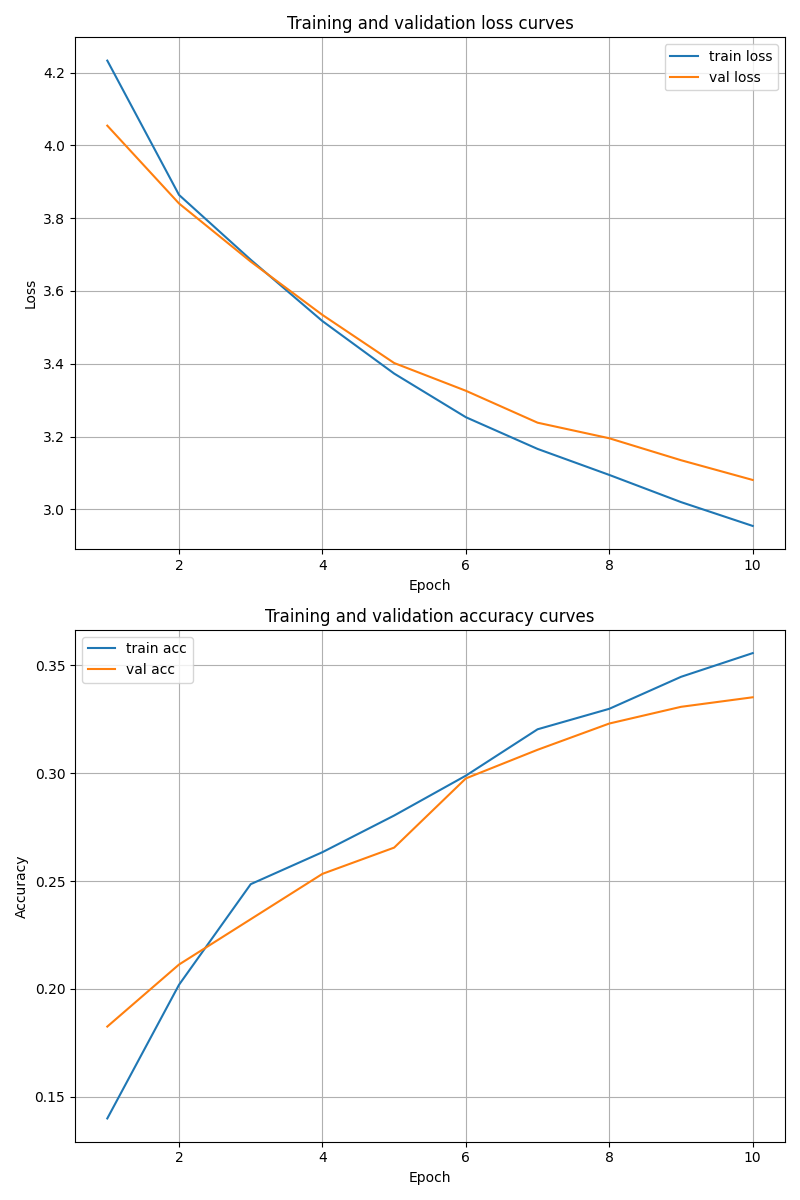 Training and validation loss curves
train loss
val loss
4.2
4.0
3.8
3.6
3.4
3.2
3.0
Loss
2 4 6 8 10
Epoch
Training and validation accuracy curves
train acc
val acc
0.35
0.30
0.25
0.20
0.15
Accuracy
2 4 6 8 10
Epoch